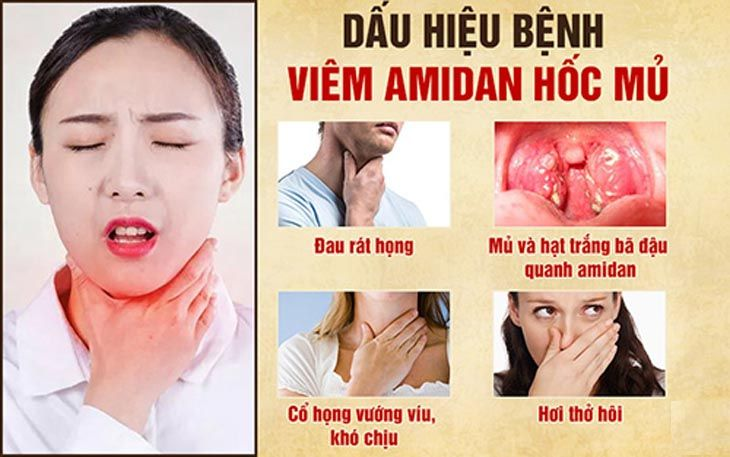 DẤU HIỆU BỆNH
VIÊM AMIDAN HỐC MỦ
Đau rát họng
Mủ và hạt trắng bã đậu
quanh amidan
Cổ họng vướng víu,
khó chịu
Hơi thở hôi